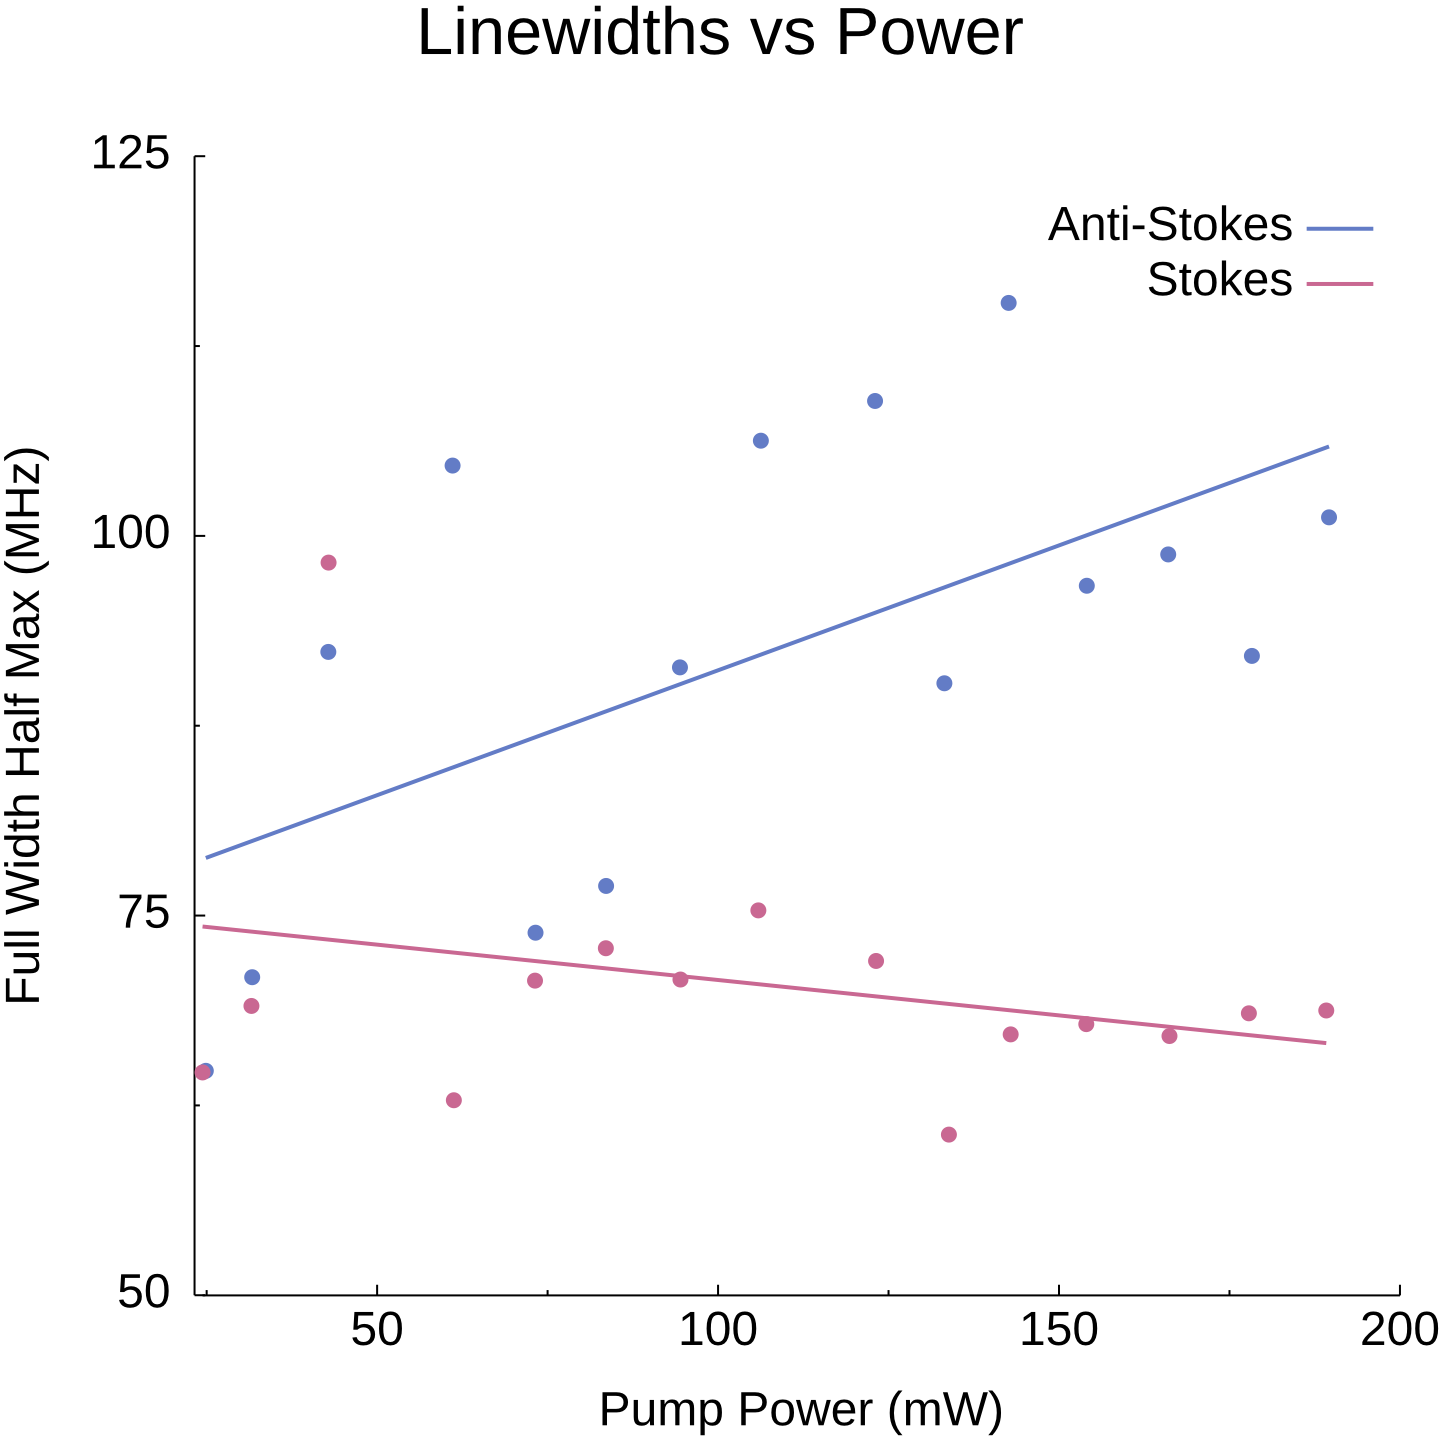 Linewidths vs Power
125
100
75
50
Full Width Half Max (MHz)
Anti-Stokes
Stokes
50 100 150 200
Pump Power (mW)